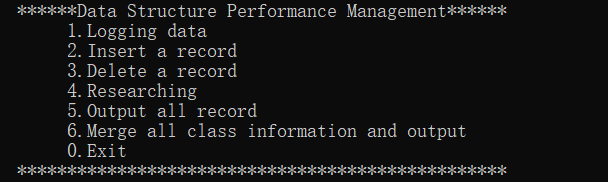 ******Data Structure Performance Management******
1.Logging data
2.Insert a record
3.Delete a record
4.Researching
5.Output all record
6.Merge all class information and output
0.Exit
*************************************************